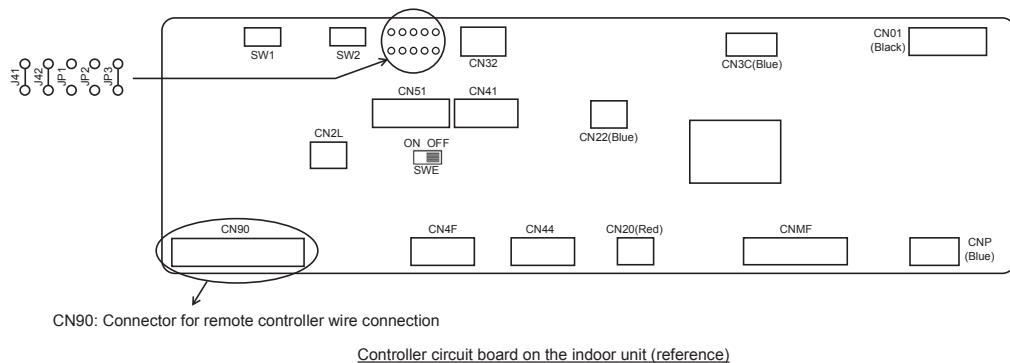 SW1
SW2
CN32
CN3C(Blue)
CN01
(Black)
J41
J42
JP1
JP2
JP3
CN51
CN41
CN2L
ON OFF
SWE
CN22(Blue)
CN90
CN4F
CN44
CN20(Red)
CNMF
CNP
(Blue)
CN90: Connector for remote controller wire connection
Controller circuit board on the indoor unit (reference)